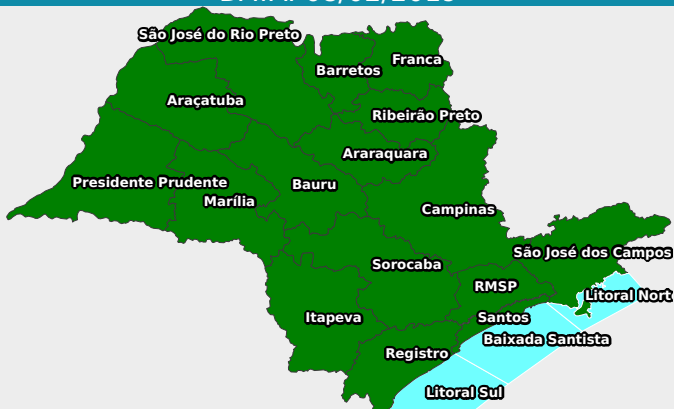 São José do Rio Preto
Franca
Barretos
Araçatuba
Ribeirão Preto
Araraquara
Presidente Prudente
Bauru
Marília
Campinas
São José dos Campos
Sorocaba
RMSP
Litoral Nort
Itapeva
Santos
Baixada Santista
Registro
Litoral Sul